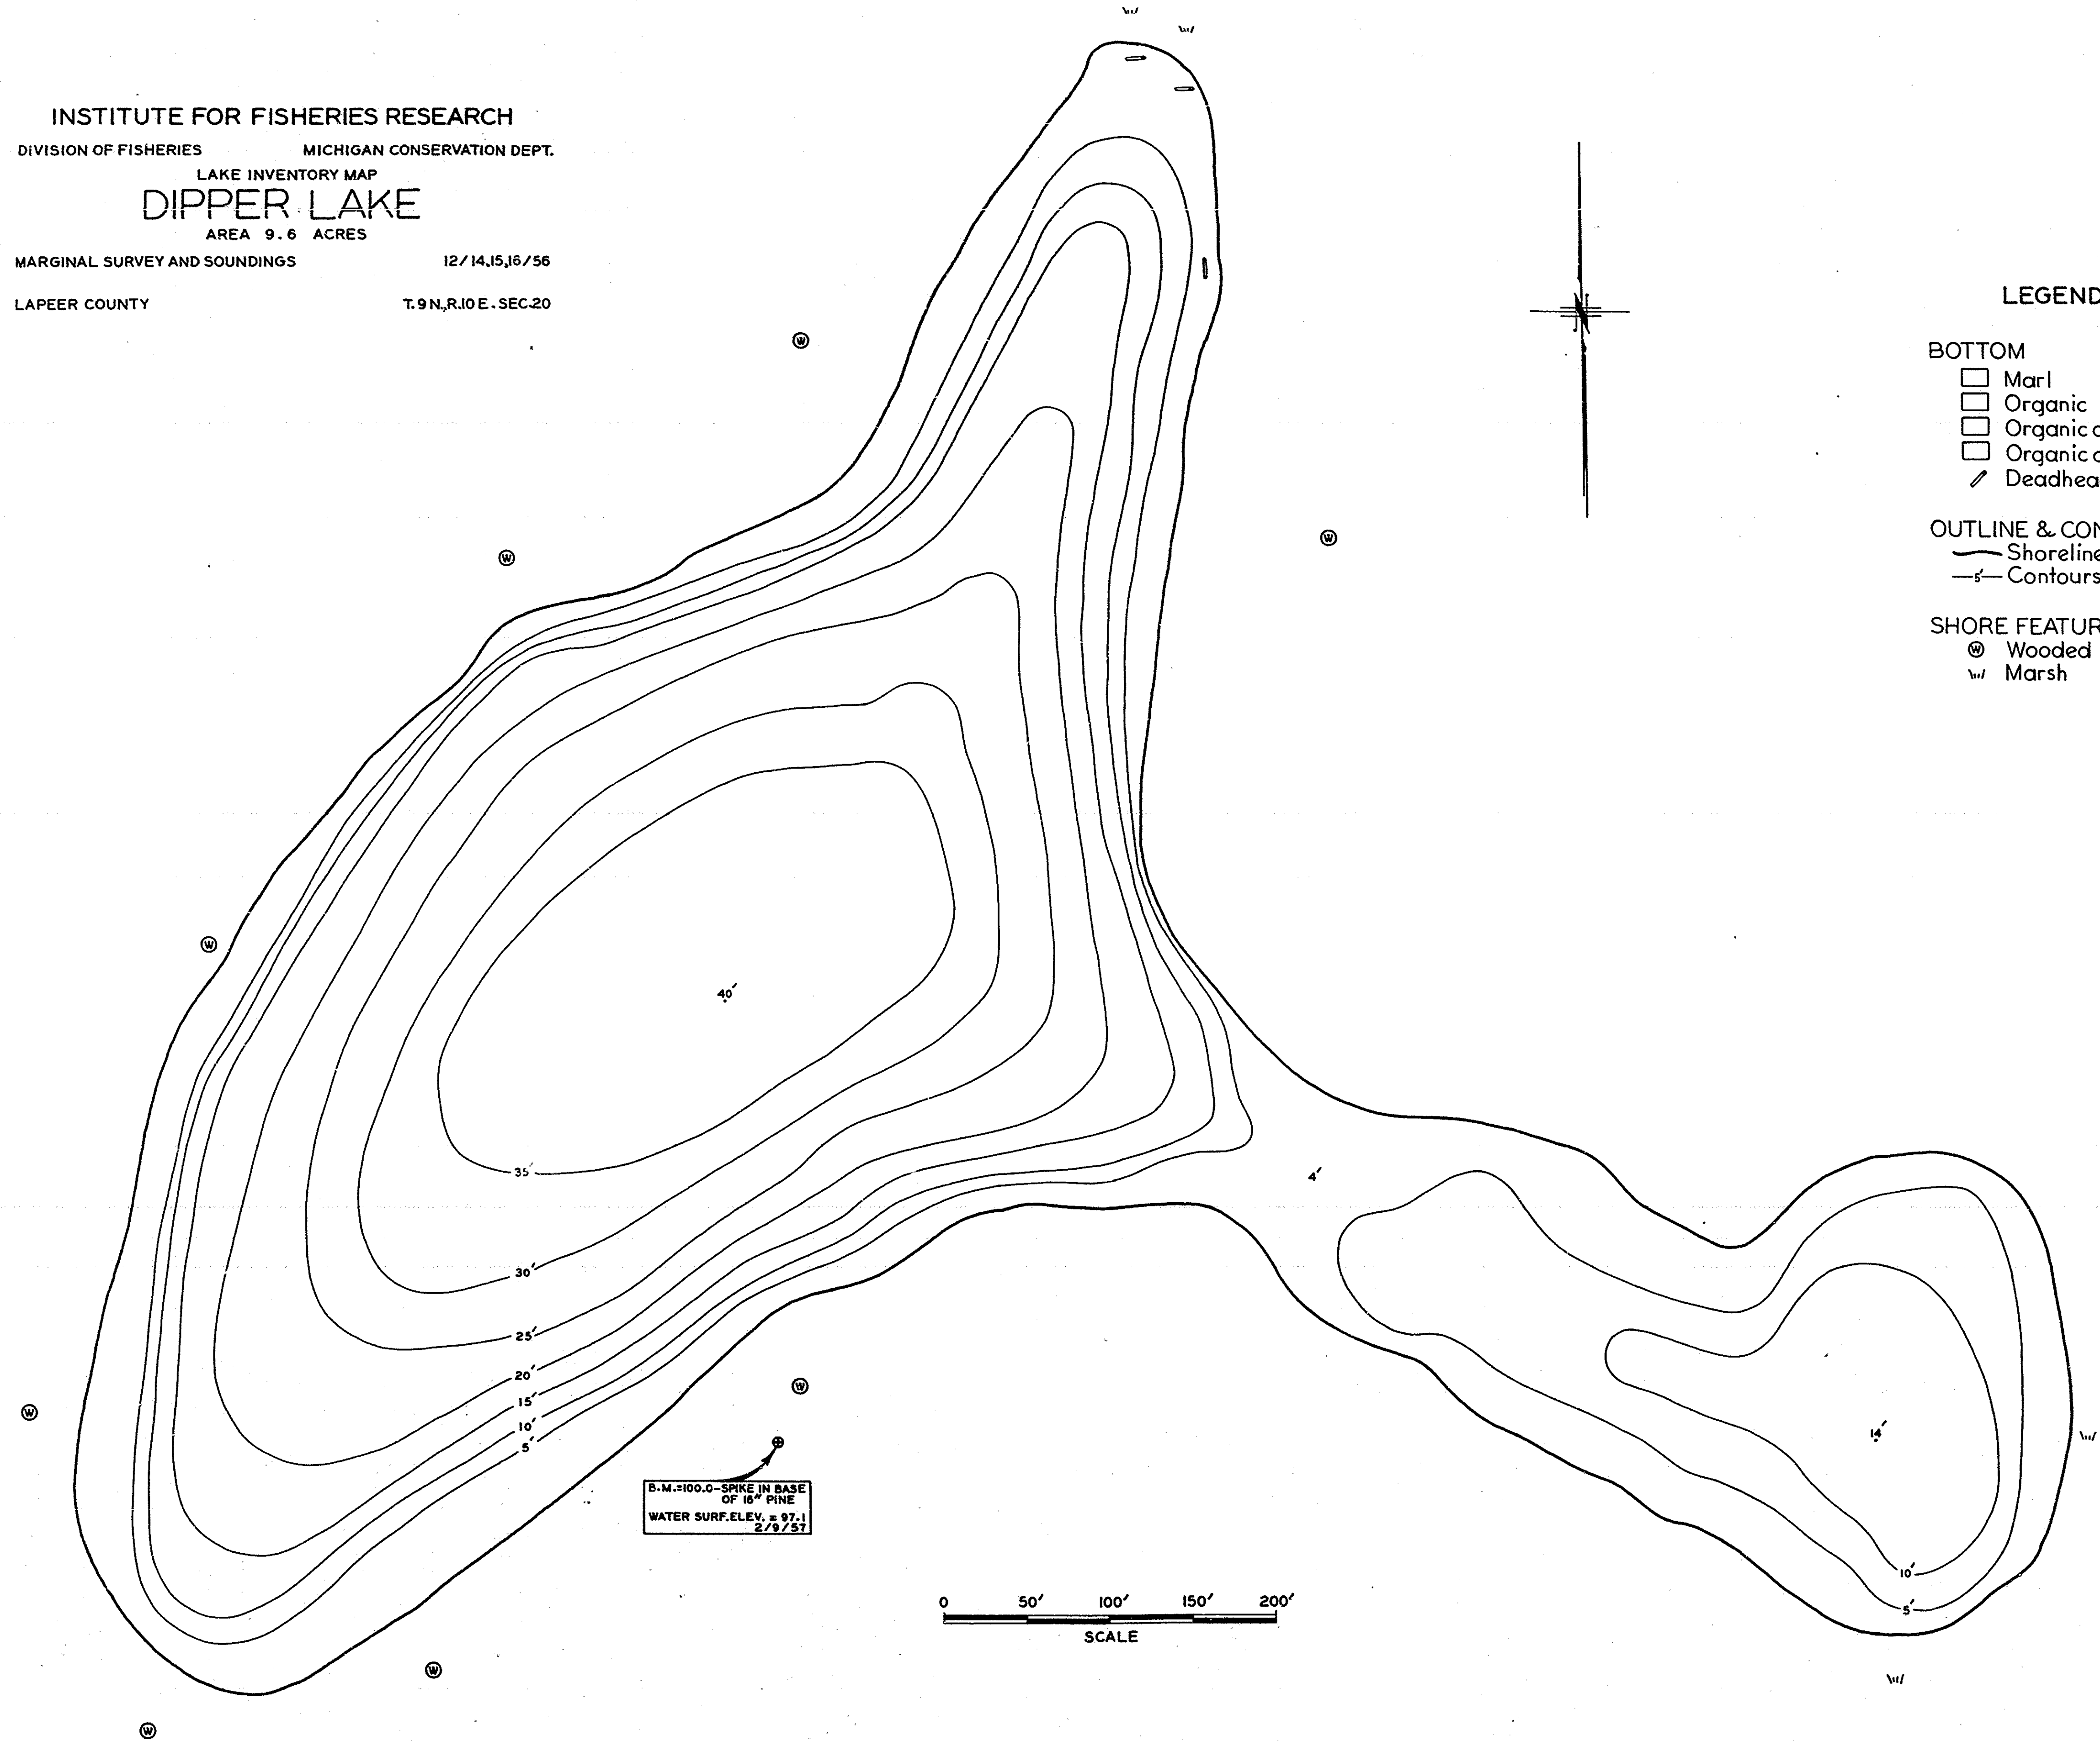 INSTITUTE FOR FISHERIES RESEARCH
DIVISION OF FISHERIES MICHIGAN CONSERVATION DEPT.
LAKE INVENTORY MAP
DIPPER LAKE
AREA 9.6 ACRES
MARGINAL SURVEY AND SOUNDINGS 12/14,15,16/56
LAPEER COUNTY T.9N.,R.10E. SEC.20
N
LEGEND
BOTTOM
Marl
Organic
Organic
Organic
Deadhea
OUTLINE & CON
Shoreline
5' Contours
SHORE FEATUR
W Wooded
Marsh
W
W
W
W
40'
35'
4'
30'
25'
20'
15'
10'
5'
W
W
14'
B.M.=100.0-SPIKE IN BASE
OF 16" PINE
WATER SURF.ELEV. = 97.1
2/9/57
10'
5'
0 50' 100' 150' 200'
SCALE
W
W